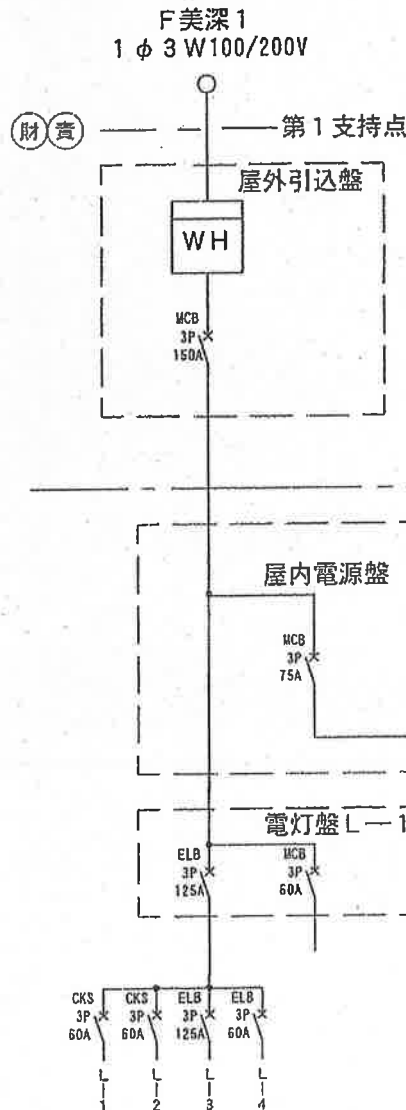 F美深1
1φ3W100/200V
財 責 第1支持点
屋外引込盤
WH
MCB
3P
150A
屋内電源盤
MCB
3P
75A
電灯盤L-1
ELB
3P
125A
MCB
3P
60A
CKS
3P
60A
CKS
3P
60A
ELB
3P
125A
ELB
3P
60A
L-1
L-2
L-3
L-4